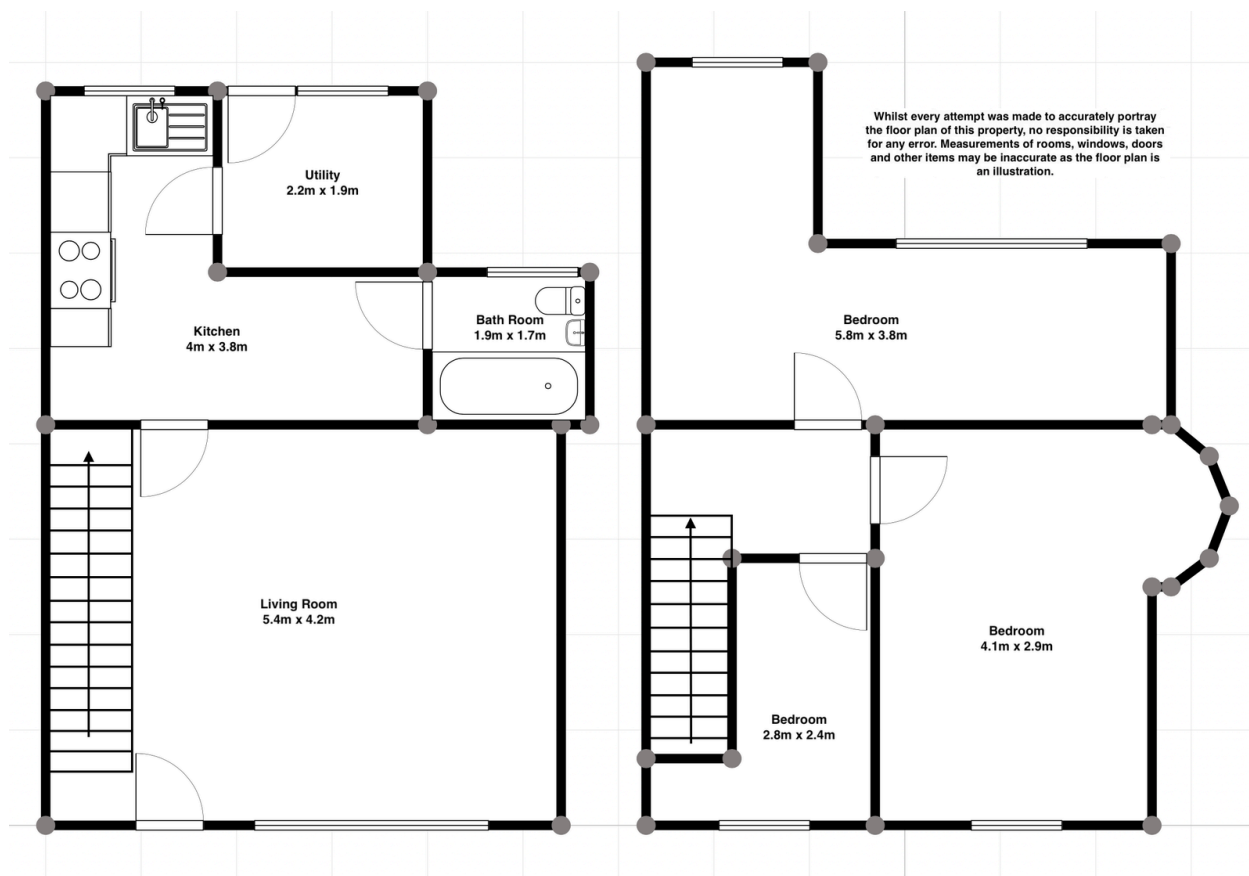 Whilst every attempt was made to accurately portray
the floor plan of this property, no responsibility is taken
for any error. Measurements of rooms, windows, doors
and other items may be inaccurate as the floor plan is
an illustration.
Utility
2.2m x 1.9m
Kitchen
4m x 3.8m
Bath Room
1.9m x 1.7m
Living Room
5.4m x 4.2m
Bedroom
5.8m x 3.8m
Bedroom
4.1m x 2.9m
Bedroom
2.8m x 2.4m